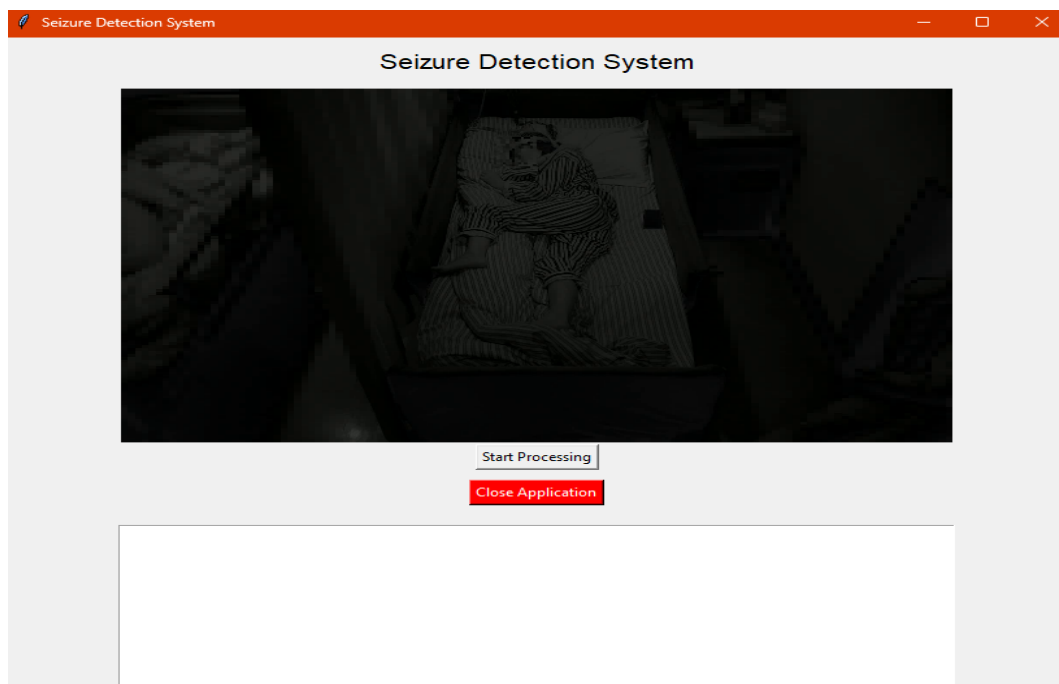 Seizure Detection System
Seizure Detection System
Start Processing
Close Application